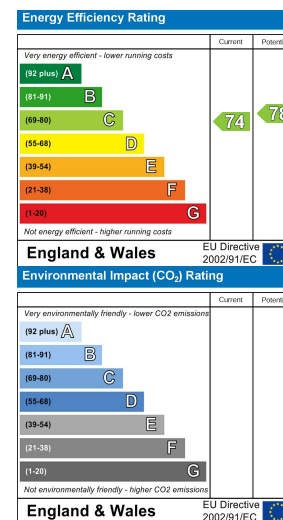 Energy Efficiency Rating
Current Potenti
Very energy efficient - lower running costs
(92 plus) A
(81-91) B
(69-80) C
(55-68) D
(39-54) E
(21-38) F
(1-20) G
74 78
Not energy efficient - higher running costs
England & Wales EU Directive 2002/91/EC
Environmental Impact (CO₂) Rating
Current Potenti
Very environmentally friendly - lower CO2 emissions
(92 plus) A
(81-91) B
(69-80) C
(55-68) D
(39-54) E
(21-38) F
(1-20) G
Not environmentally friendly - higher CO2 emissions
England & Wales EU Directive 2002/91/EC